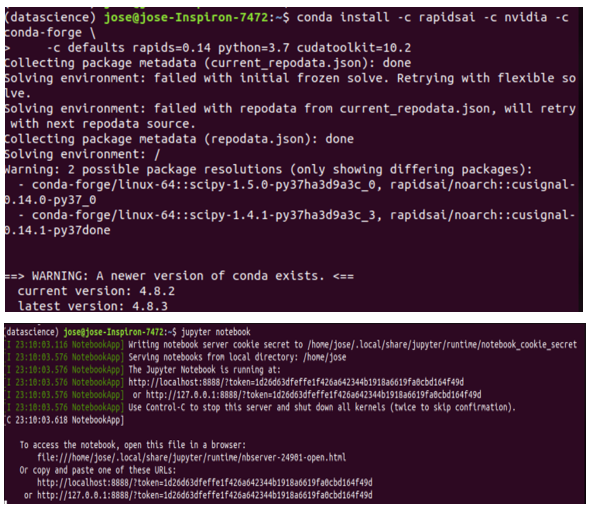 (datascience) jose@jose-Inspiron-7472:~$ conda install -c rapidsai -c nvidia -c
conda-forge \
>     -c defaults rapids=0.14 python=3.7 cudatoolkit=10.2
Collecting package metadata (current_repodata.json): done
Solving environment: failed with initial frozen solve. Retrying with flexible so
lve.
Solving environment: failed with repodata from current_repodata.json, will retry
with next repodata source.
Collecting package metadata (repodata.json): done
Solving environment: /
Warning: 2 possible package resolutions (only showing differing packages):
  - conda-forge/linux-64::scipy-1.5.0-py37ha3d9a3c_0, rapidsai/noarch::cusignal-
0.14.0-py37_0
  - conda-forge/linux-64::scipy-1.4.1-py37ha3d9a3c_3, rapidsai/noarch::cusignal-
0.14.1-py37done
==> WARNING: A newer version of conda exists. <==
  current version: 4.8.2
  latest version: 4.8.3
(datascience) jose@jose-Inspiron-7472:~$ jupyter notebook
[I 23:10:03.116 NotebookApp] Writing notebook server cookie secret to /home/jose/.local/share/jupyter/runtime/notebook_cookie_secret
[I 23:10:03.576 NotebookApp] Serving notebooks from local directory: /home/jose
[I 23:10:03.576 NotebookApp] The Jupyter Notebook is running at:
[I 23:10:03.576 NotebookApp] http://localhost:8888/?token=1d26d63dfeffe1f426a642344b1918a6619fa0cbd164f49d
[I 23:10:03.576 NotebookApp]  or http://127.0.0.1:8888/?token=1d26d63dfeffe1f426a642344b1918a6619fa0cbd164f49d
[I 23:10:03.576 NotebookApp] Use Control-C to stop this server and shut down all kernels (twice to skip confirmation).
[C 23:10:03.618 NotebookApp]
    To access the notebook, open this file in a browser:
        file:///home/jose/.local/share/jupyter/runtime/nbserver-24901-open.html
    Or copy and paste one of these URLs:
        http://localhost:8888/?token=1d26d63dfeffe1f426a642344b1918a6619fa0cbd164f49d
     or http://127.0.0.1:8888/?token=1d26d63dfeffe1f426a642344b1918a6619fa0cbd164f49d